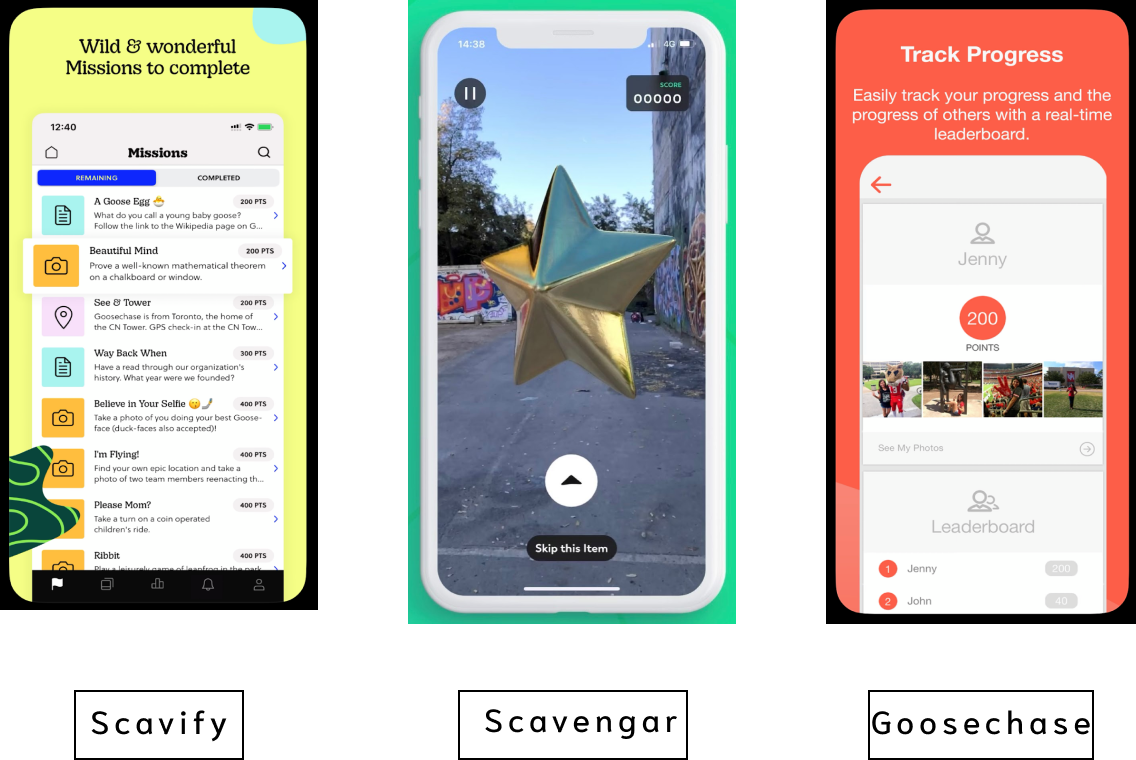 Wild & wonderful
Missions to complete
12:40
Missions
REMAINING
COMPLETED
A Goose Egg 🐣 200 PTS
What do you call a young baby goose?
Follow the link to the Wikipedia page on G...
Beautiful Mind 200 PTS
Prove a well-known mathematical theorem
on a chalkboard or window.
See & Tower 200 PTS
Goosechase is from Toronto, the home of
the CN Tower. GPS check-in at the CN Tow...
Way Back When 300 PTS
Have a read through our organization's
history. What year were we founded?
Believe in Your Selfie 😗🤳 400 PTS
Take a photo of you doing your best Goose-
face (duck-faces also accepted)!
I'm Flying! 400 PTS
Find your own epic location and take a
photo of two team members reenacting th...
Please Mom? 400 PTS
Take a turn on a coin operated
children's ride.
Ribbit 400 PTS
Play a leisurely game of leapfrog in the park
14:38
4G
SCORE
00000
Skip this Item
Track Progress
Easily track your progress and the
progress of others with a real-time
leaderboard.
Jenny
200
POINTS
See My Photos
Leaderboard
1 Jenny 200
2 John 40
Scavify
Scavengar
Goosechase